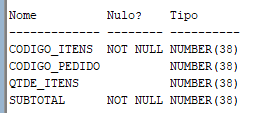 Nome          Nulo?    Tipo
------------- -------- ----------
CODIGO_ITENS  NOT NULL NUMBER(38)
CODIGO_PEDIDO          NUMBER(38)
QTDE_ITENS             NUMBER(38)
SUBTOTAL      NOT NULL NUMBER(38)